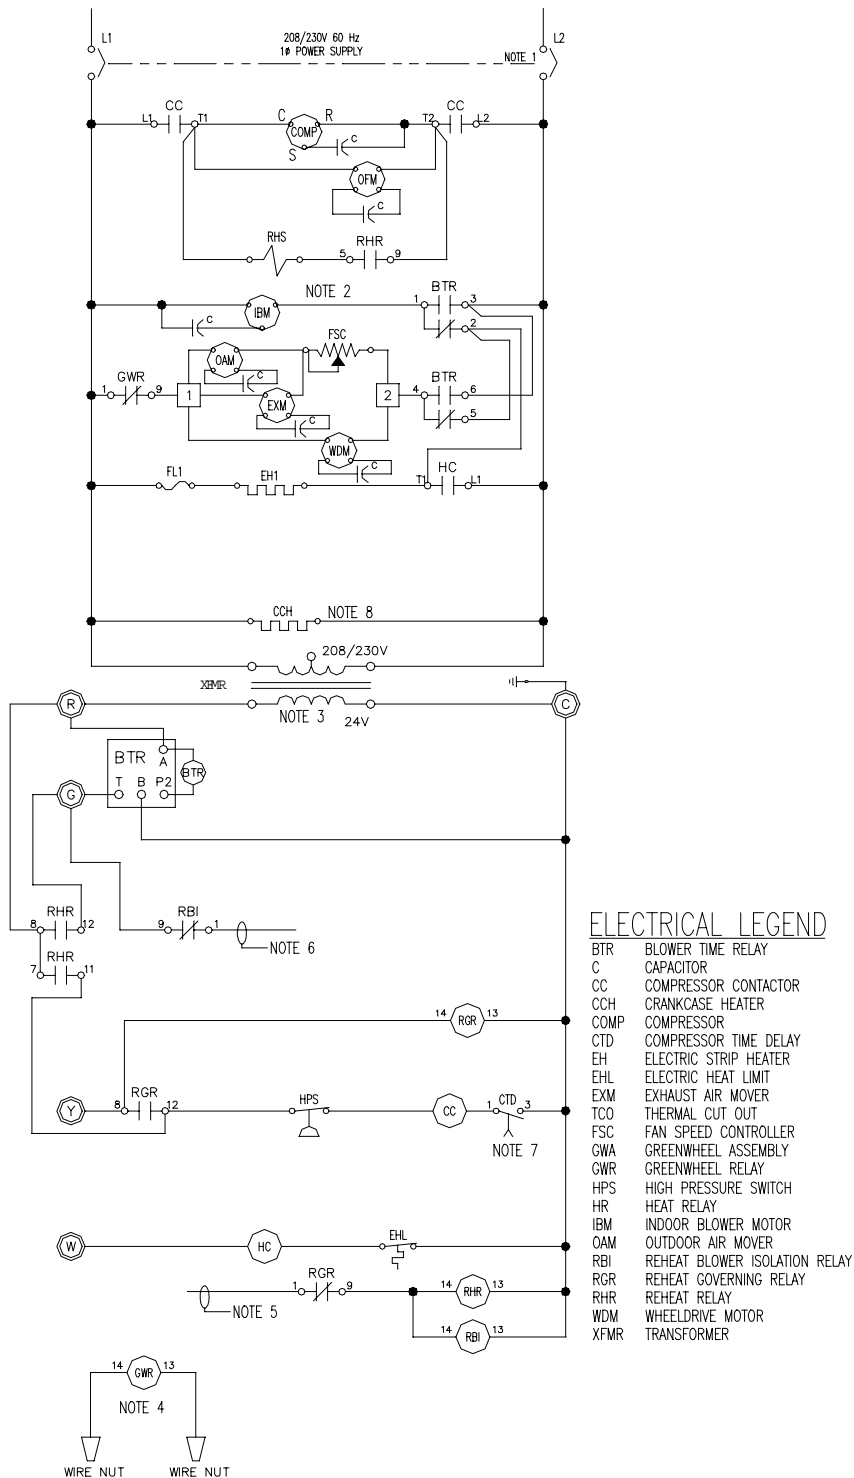 L1
L2
208/230V 60 Hz
1ø POWER SUPPLY
NOTE 1
CC
CC
L1 T1 C R T2 L2
COMP
S
C
OFM
C
RHS
RHR
5 9
NOTE 2
BTR
1 3
IBM
C
2
FSC
OAM
GWR
C
BTR
1 9 1 2 4 6
EXM
C
5
WDM
C
FL1
EH1
HC
T1 L1
CCH
NOTE 8
208/230V
XFMR
R
NOTE 3
24V
C
BTR
A
BTR
T B P2
G
RHR
8 12
RBI
9 1
NOTE 6
RHR
7 11
14 RGR 13
RGR
8 12
Y
HPS
CC
CTD
1 3
NOTE 7
W
HC
EHL
RGR
1 9
14 RHR 13
NOTE 5
14 RBI 13
14 GWR 13
NOTE 4
WIRE NUT WIRE NUT
ELECTRICAL LEGEND
BTR BLOWER TIME RELAY
C CAPACITOR
CC COMPRESSOR CONTACTOR
CCH CRANKCASE HEATER
COMP COMPRESSOR
CTD COMPRESSOR TIME DELAY
EH ELECTRIC STRIP HEATER
EHL ELECTRIC HEAT LIMIT
EXM EXHAUST AIR MOVER
TCO THERMAL CUT OUT
FSC FAN SPEED CONTROLLER
GWA GREENWHEEL ASSEMBLY
GWR GREENWHEEL RELAY
HPS HIGH PRESSURE SWITCH
HR HEAT RELAY
IBM INDOOR BLOWER MOTOR
OAM OUTDOOR AIR MOVER
RBI REHEAT BLOWER ISOLATION RELAY
RGR REHEAT GOVERNING RELAY
RHR REHEAT RELAY
WDM WHEELDRIVE MOTOR
XFMR TRANSFORMER